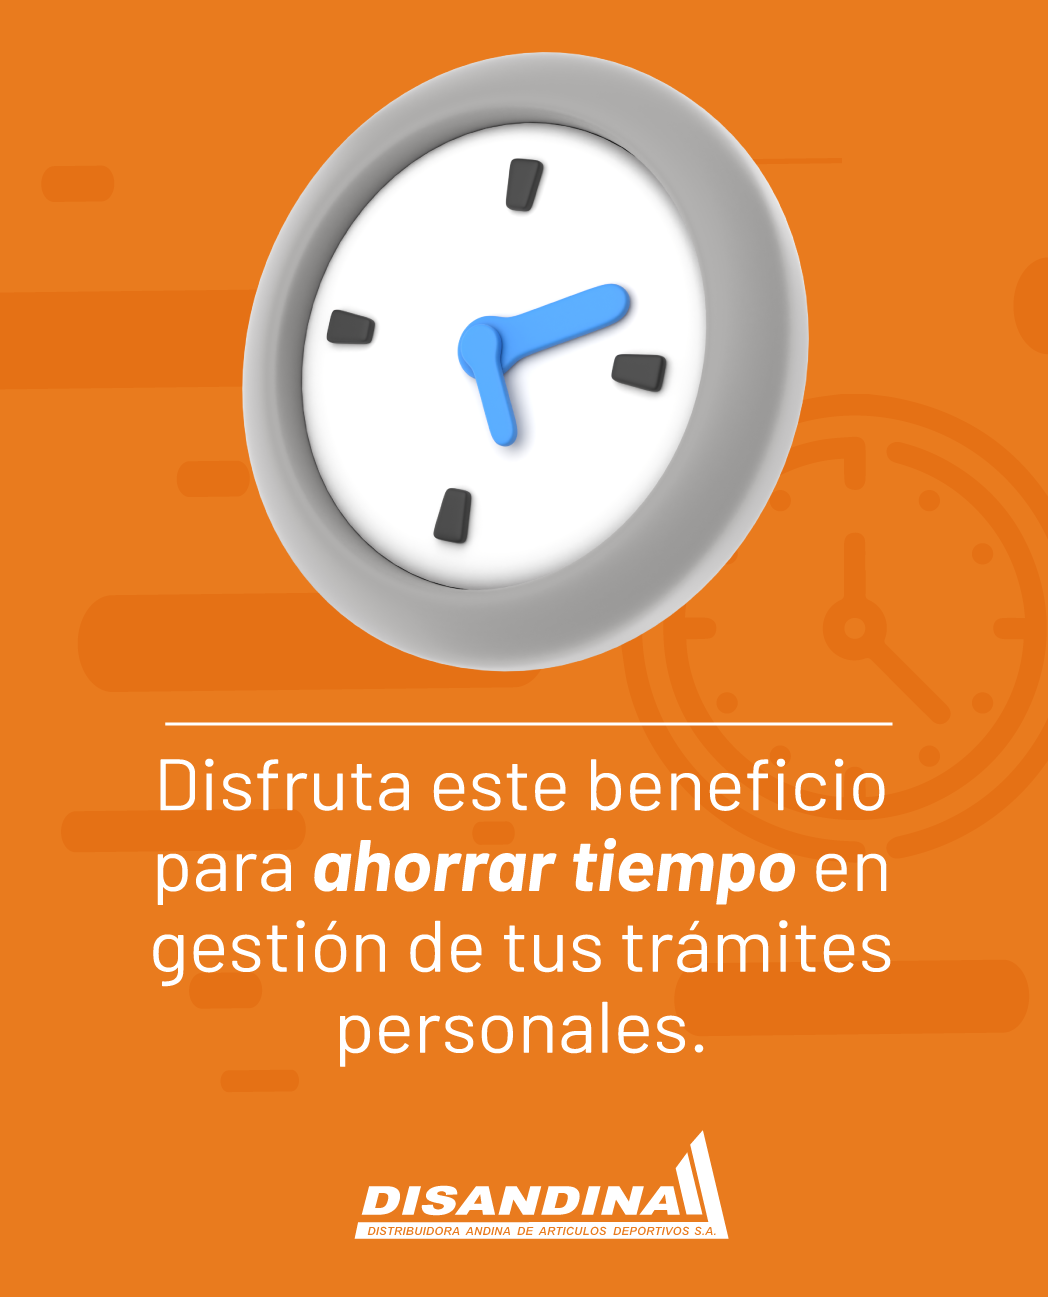 Disfruta este beneficio
para ahorrar tiempo en
gestión de tus trámites
personales.
DISANDINA
DISTRIBUIDORA ANDINA DE ARTICULOS DEPORTIVOS S.A.